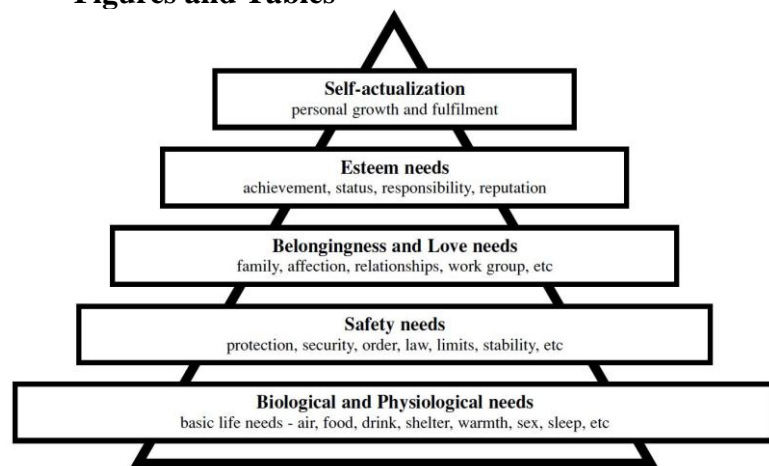 Figures and Tables
Self-actualization
personal growth and fulfilment
Esteem needs
achievement, status, responsibility, reputation
Belongingness and Love needs
family, affection, relationships, work group, etc
Safety needs
protection, security, order, law, limits, stability, etc
Biological and Physiological needs
basic life needs - air, food, drink, shelter, warmth, sex, sleep, etc